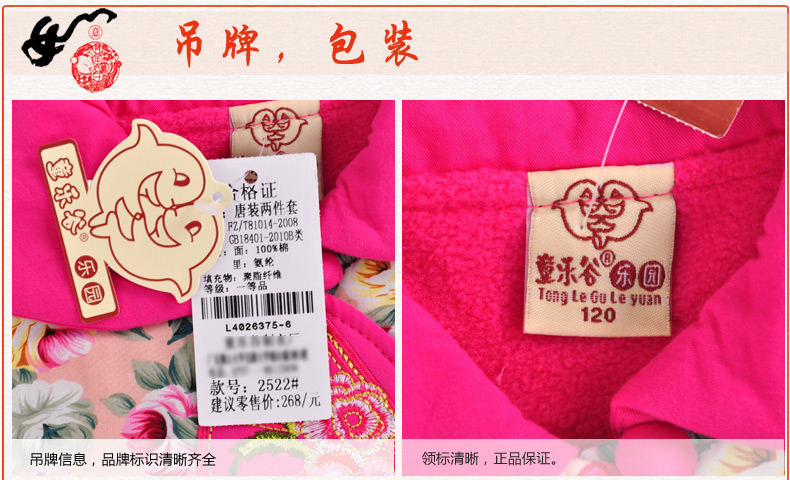 吊牌，包装
童乐谷®乐园
合格证
唐装两件套
FZ/T81014-2008
GB18401-2010B类
面：100%棉
里：氨纶
填充物：聚脂纤维
等级：一等品
L4026375-6
款号：2522#
建议零售价：268/元
吊牌信息，品牌标识清晰齐全
童乐谷®乐园
Tong Le Gu Le yuan
120
领标清晰，正品保证。